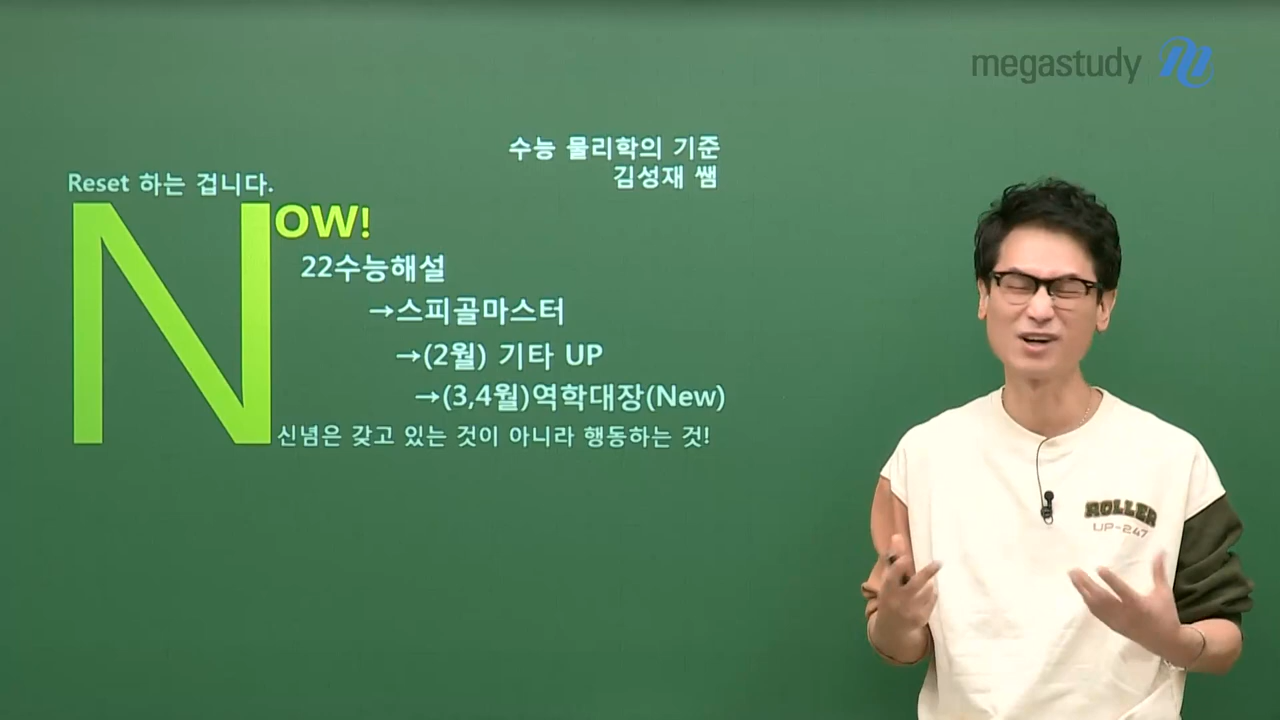 megastudy
수능 물리학의 기준
김성재 쌤
Reset 하는 겁니다.
NOW!
22수능해설
→스피골마스터
→(2월) 기타 UP
→(3,4월)역학대장(New)
신념은 갖고 있는 것이 아니라 행동하는 것!
ROLLER
UP-247